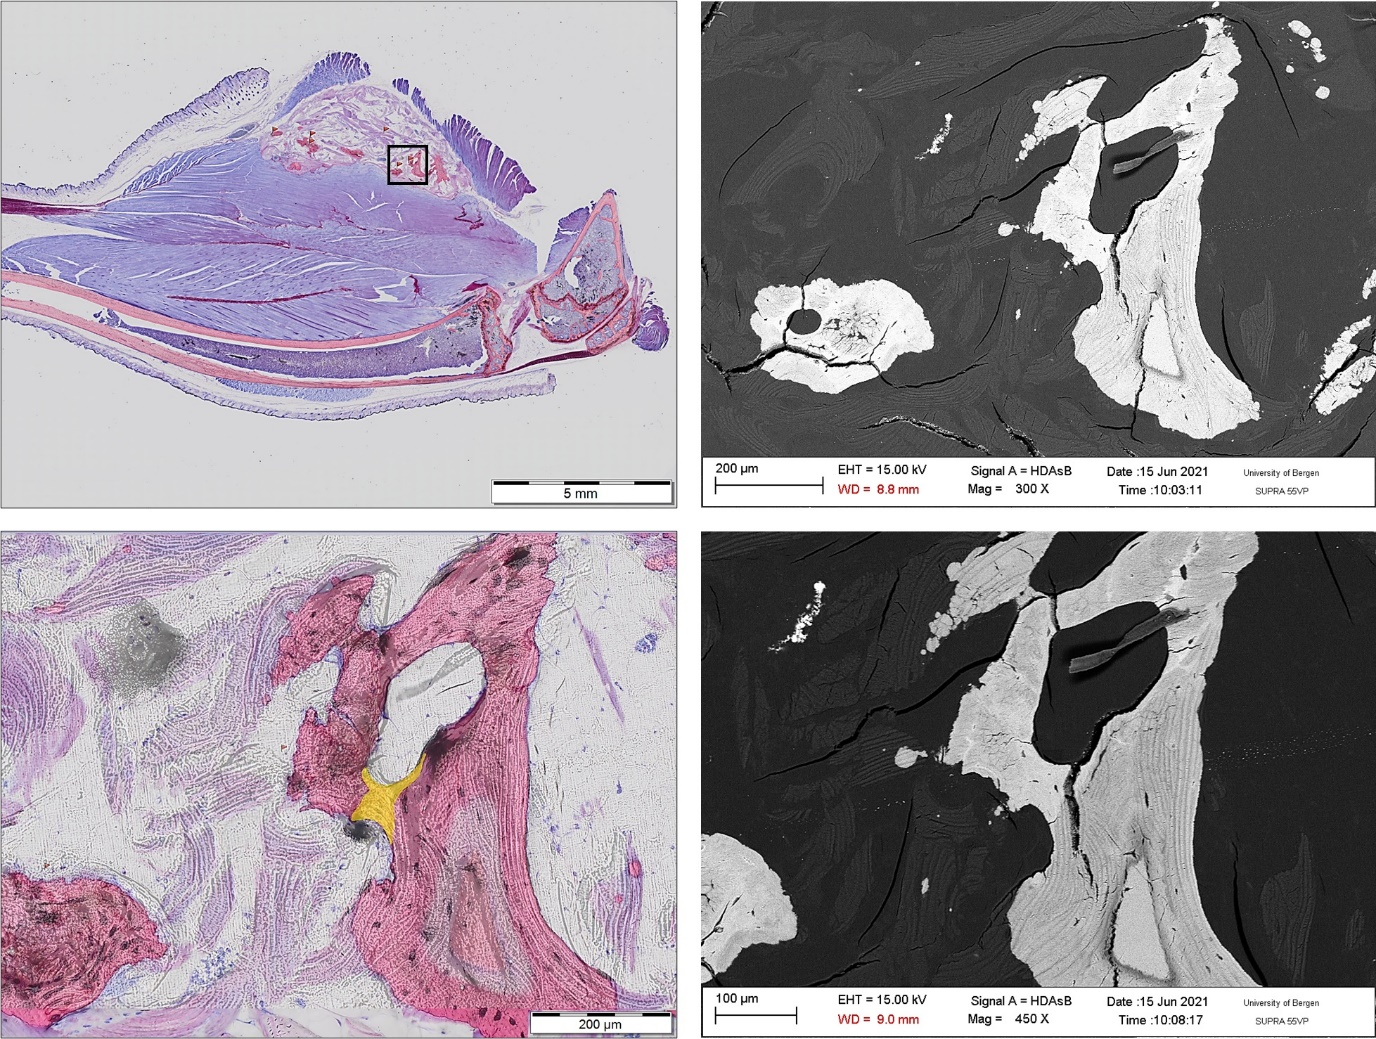 5 mm
200 µm
EHT = 15.00 kV
Signal A = HDAsB
Date :15 Jun 2021
University of Bergen
WD = 8.8 mm
Mag = 300 X
Time :10:03:11
SUPRA 55VP
200 µm
100 µm
EHT = 15.00 kV
Signal A = HDAsB
Date :15 Jun 2021
University of Bergen
WD = 9.0 mm
Mag = 450 X
Time :10:08:17
SUPRA 55VP